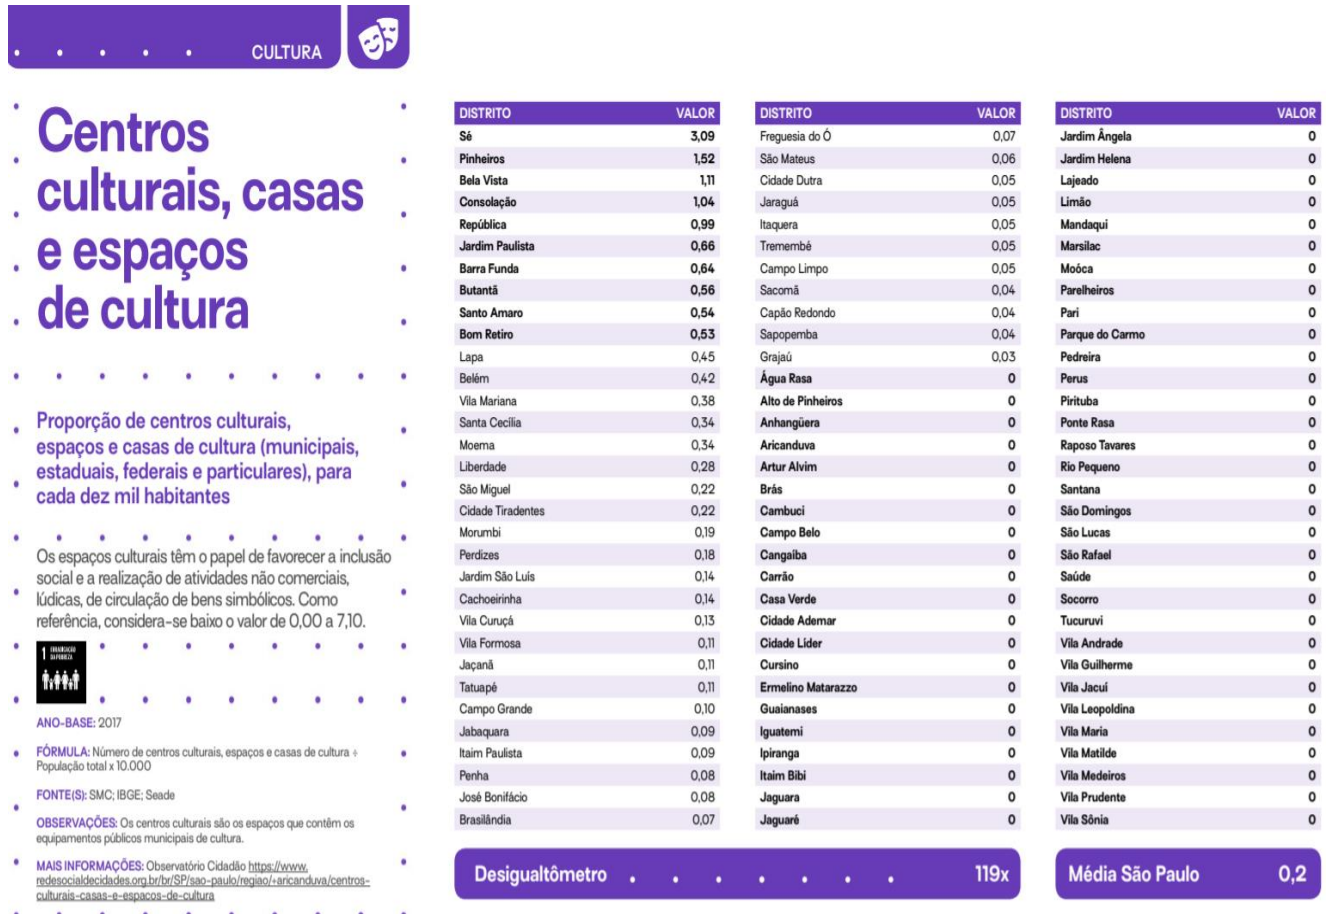 CULTURA
Centros
culturais, casas
e espaços
de cultura
Proporção de centros culturais,
espaços e casas de cultura (municipais,
estaduais, federais e particulares), para
cada dez mil habitantes
Os espaços culturais têm o papel de favorecer a inclusão
social e a realização de atividades não comerciais,
lúdicas, de circulação de bens simbólicos. Como
referência, considera-se baixo o valor de 0,00 a 7,10.
1 ERRADICAÇÃO
DA POBREZA
ANO-BASE: 2017
FÓRMULA: Número de centros culturais, espaços e casas de cultura ÷
População total x 10.000
FONTE(S): SMC; IBGE; Seade
OBSERVAÇÕES: Os centros culturais são os espaços que contêm os
equipamentos públicos municipais de cultura.
MAIS INFORMAÇÕES: Observatório Cidadão https://www.
redesocialdecidades.org.br/br/SP/sao-paulo/regiao/+aricanduva/centros-
culturais-casas-e-espacos-de-cultura
DISTRITO VALOR
Sé 3,09
Pinheiros 1,52
Bela Vista 1,11
Consolação 1,04
República 0,99
Jardim Paulista 0,66
Barra Funda 0,64
Butantã 0,56
Santo Amaro 0,54
Bom Retiro 0,53
Lapa 0,45
Belém 0,42
Vila Mariana 0,38
Santa Cecília 0,34
Moema 0,34
Liberdade 0,28
São Miguel 0,22
Cidade Tiradentes 0,22
Morumbi 0,19
Perdizes 0,18
Jardim São Luís 0,14
Cachoeirinha 0,14
Vila Curuçá 0,13
Vila Formosa 0,11
Jaçanã 0,11
Tatuapé 0,11
Campo Grande 0,10
Jabaquara 0,09
Itaim Paulista 0,09
Penha 0,08
José Bonifácio 0,08
Brasilândia 0,07
DISTRITO VALOR
Freguesia do Ó 0,07
São Mateus 0,06
Cidade Dutra 0,05
Jaraguá 0,05
Itaquera 0,05
Tremembé 0,05
Campo Limpo 0,05
Sacomã 0,04
Capão Redondo 0,04
Sapopemba 0,04
Grajaú 0,03
Água Rasa 0
Alto de Pinheiros 0
Anhangüera 0
Aricanduva 0
Artur Alvim 0
Brás 0
Cambuci 0
Campo Belo 0
Cangaíba 0
Carrão 0
Casa Verde 0
Cidade Ademar 0
Cidade Líder 0
Cursino 0
Ermelino Matarazzo 0
Guaianases 0
Iguatemi 0
Ipiranga 0
Itaim Bibi 0
Jaguara 0
Jaguaré 0
DISTRITO VALOR
Jardim Ângela 0
Jardim Helena 0
Lajeado 0
Limão 0
Mandaqui 0
Marsilac 0
Moóca 0
Parelheiros 0
Pari 0
Parque do Carmo 0
Pedreira 0
Perus 0
Pirituba 0
Ponte Rasa 0
Raposo Tavares 0
Rio Pequeno 0
Santana 0
São Domingos 0
São Lucas 0
São Rafael 0
Saúde 0
Socorro 0
Tucuruvi 0
Vila Andrade 0
Vila Guilherme 0
Vila Jacuí 0
Vila Leopoldina 0
Vila Maria 0
Vila Matilde 0
Vila Medeiros 0
Vila Prudente 0
Vila Sônia 0
Desigualtômetro 119x
Média São Paulo 0,2